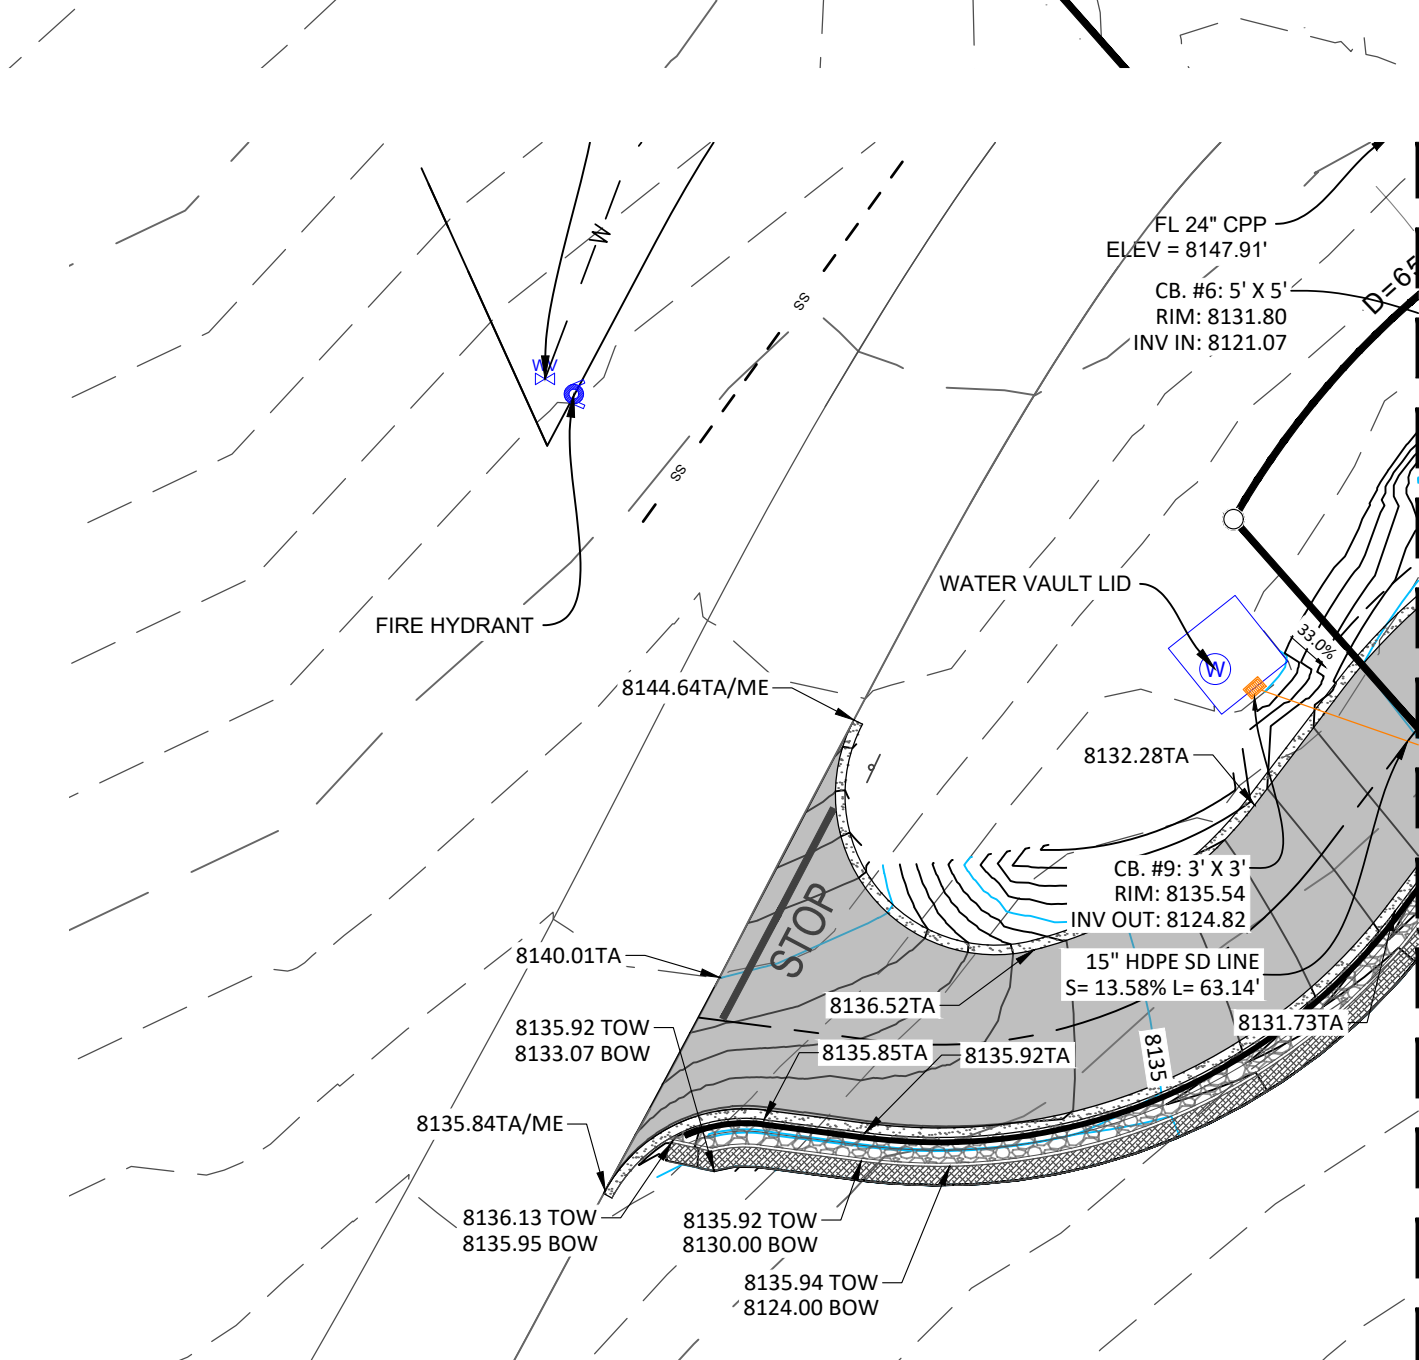 W
SS
FL 24" CPP
ELEV = 8147.91'
D=65
CB. #6: 5' X 5'
RIM: 8131.80
INV IN: 8121.07
WV
SS
WATER VAULT LID
FIRE HYDRANT
33.0%
W
8144.64TA/ME
8132.28TA
CB. #9: 3' X 3'
RIM: 8135.54
INV OUT: 8124.82
STOP
8140.01TA
15" HDPE SD LINE
S= 13.58% L= 63.14'
8136.52TA
8131.73TA
8135.92 TOW
8133.07 BOW
8135.85TA
8135.92TA
8135
8135.84TA/ME
8136.13 TOW
8135.95 BOW
8135.92 TOW
8130.00 BOW
8135.94 TOW
8124.00 BOW